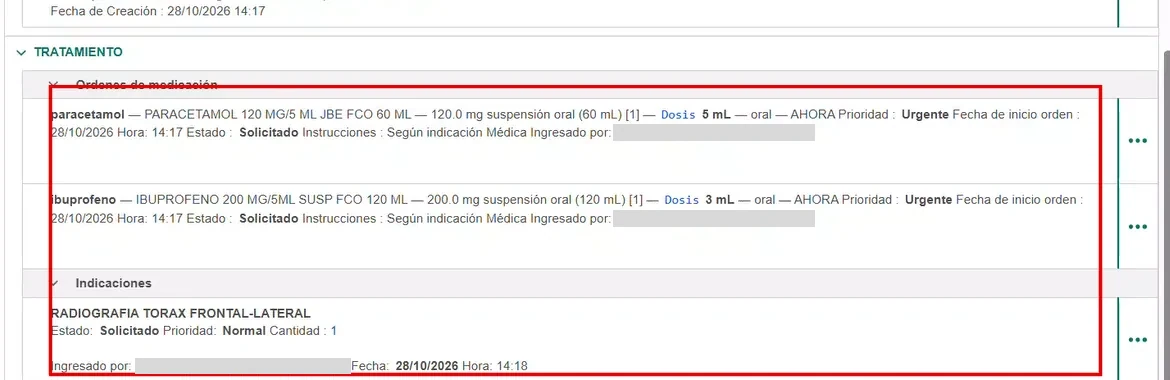 Fecha de Creación : 28/10/2026 14:17
TRATAMIENTO
Ordenes de medicación
paracetamol — PARACETAMOL 120 MG/5 ML JBE FCO 60 ML — 120.0 mg suspensión oral (60 mL) [1] — Dosis 5 mL — oral — AHORA Prioridad : Urgente Fecha de inicio orden :
28/10/2026 Hora: 14:17 Estado : Solicitado Instrucciones : Según indicación Médica Ingresado por:
ibuprofeno — IBUPROFENO 200 MG/5ML SUSP FCO 120 ML — 200.0 mg suspensión oral (120 mL) [1] — Dosis 3 mL — oral — AHORA Prioridad : Urgente Fecha de inicio orden :
28/10/2026 Hora: 14:17 Estado : Solicitado Instrucciones : Según indicación Médica Ingresado por:
Indicaciones
RADIOGRAFIA TORAX FRONTAL-LATERAL
Estado: Solicitado Prioridad: Normal Cantidad : 1
Ingresado por: Fecha: 28/10/2026 Hora: 14:18